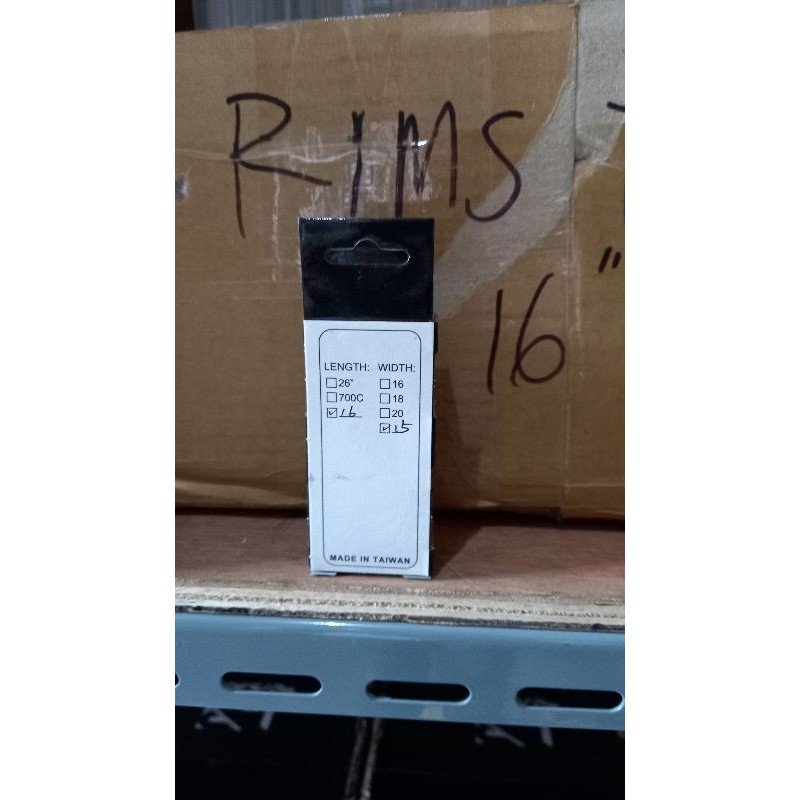 RIMS
16"
LENGTH: WIDTH:
☐ 26" ☐ 16
☐ 700C ☐ 18
☑ 16 ☐ 20
☑ 15
MADE IN TAIWAN